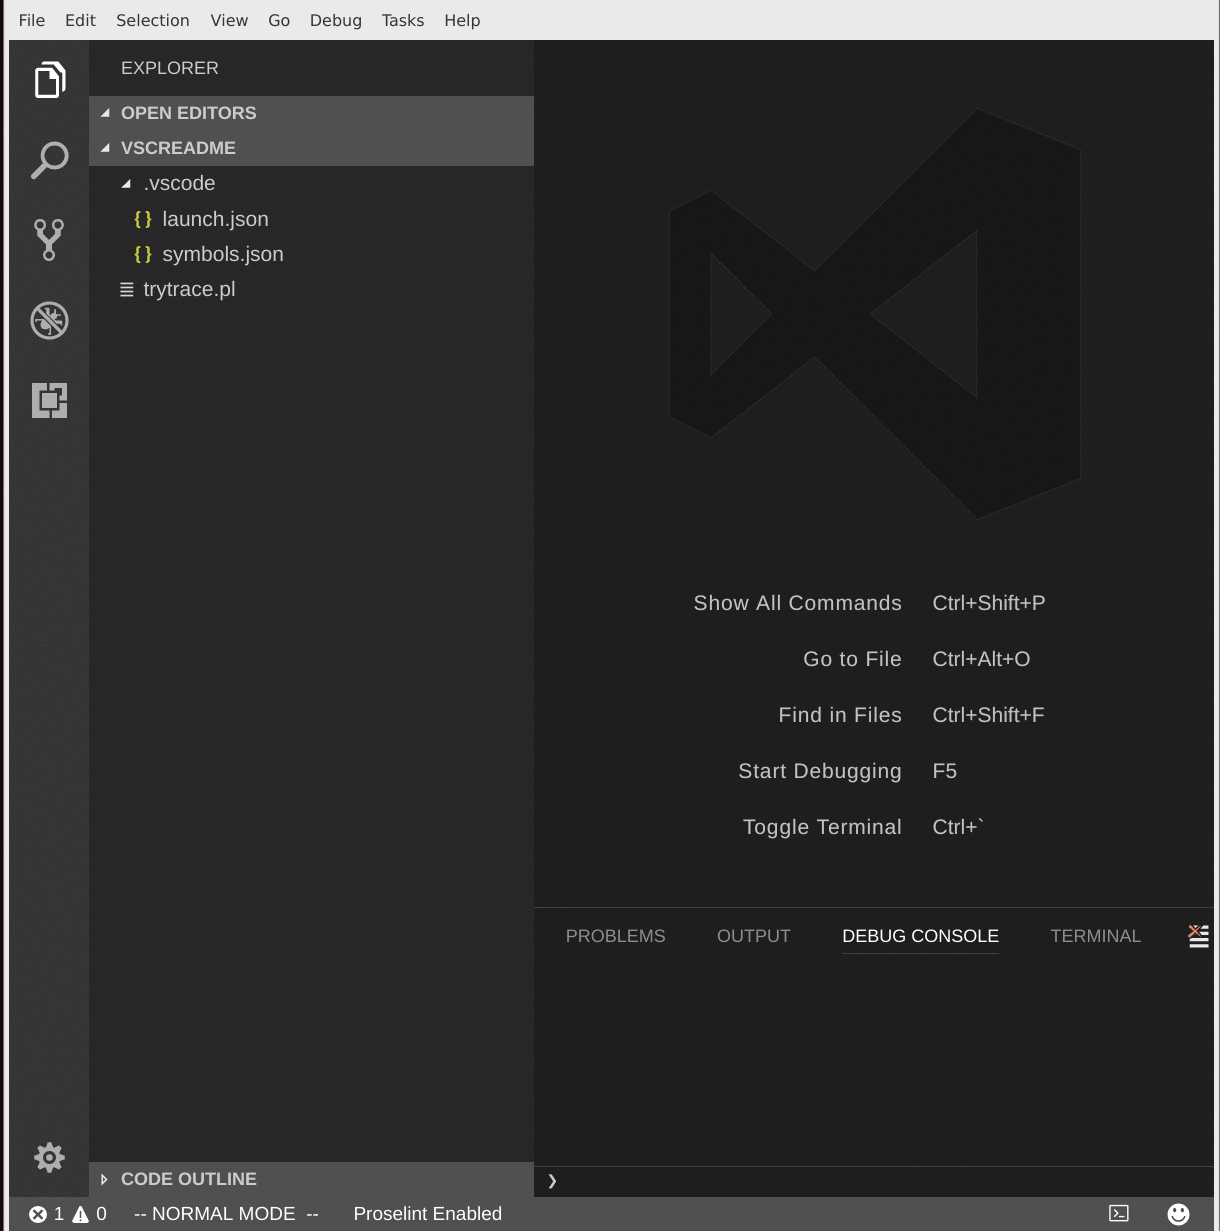 File Edit Selection View Go Debug Tasks Help
EXPLORER
OPEN EDITORS
VSCREADME
.vscode
{ } launch.json
{ } symbols.json
trytrace.pl
Show All Commands Ctrl+Shift+P
Go to File Ctrl+Alt+O
Find in Files Ctrl+Shift+F
Start Debugging F5
Toggle Terminal Ctrl+`
PROBLEMS OUTPUT DEBUG CONSOLE TERMINAL
CODE OUTLINE
❯
1 0 -- NORMAL MODE -- Proselint Enabled